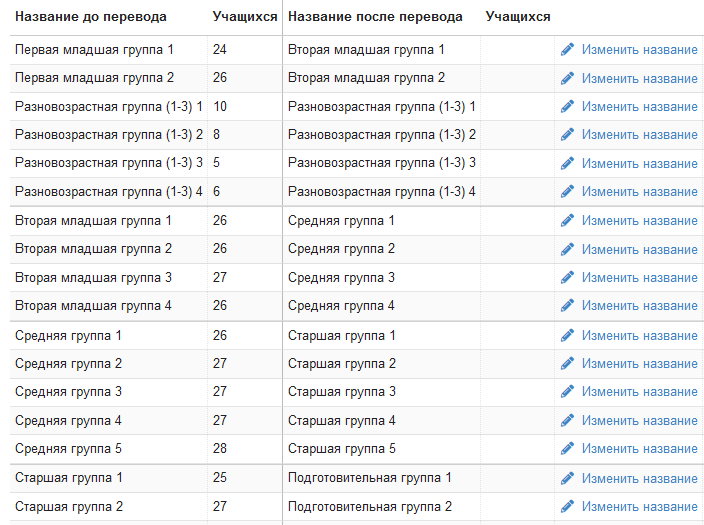 Название до перевода Учащихся Название после перевода Учащихся
Первая младшая группа 1 24 Вторая младшая группа 1 Изменить название
Первая младшая группа 2 26 Вторая младшая группа 2 Изменить название
Разновозрастная группа (1-3) 1 10 Разновозрастная группа (1-3) 1 Изменить название
Разновозрастная группа (1-3) 2 8 Разновозрастная группа (1-3) 2 Изменить название
Разновозрастная группа (1-3) 3 5 Разновозрастная группа (1-3) 3 Изменить название
Разновозрастная группа (1-3) 4 6 Разновозрастная группа (1-3) 4 Изменить название
Вторая младшая группа 1 26 Средняя группа 1 Изменить название
Вторая младшая группа 2 26 Средняя группа 2 Изменить название
Вторая младшая группа 3 27 Средняя группа 3 Изменить название
Вторая младшая группа 4 26 Средняя группа 4 Изменить название
Средняя группа 1 26 Старшая группа 1 Изменить название
Средняя группа 2 27 Старшая группа 2 Изменить название
Средняя группа 3 27 Старшая группа 3 Изменить название
Средняя группа 4 27 Старшая группа 4 Изменить название
Средняя группа 5 28 Старшая группа 5 Изменить название
Старшая группа 1 25 Подготовительная группа 1 Изменить название
Старшая группа 2 27 Подготовительная группа 2 Изменить название